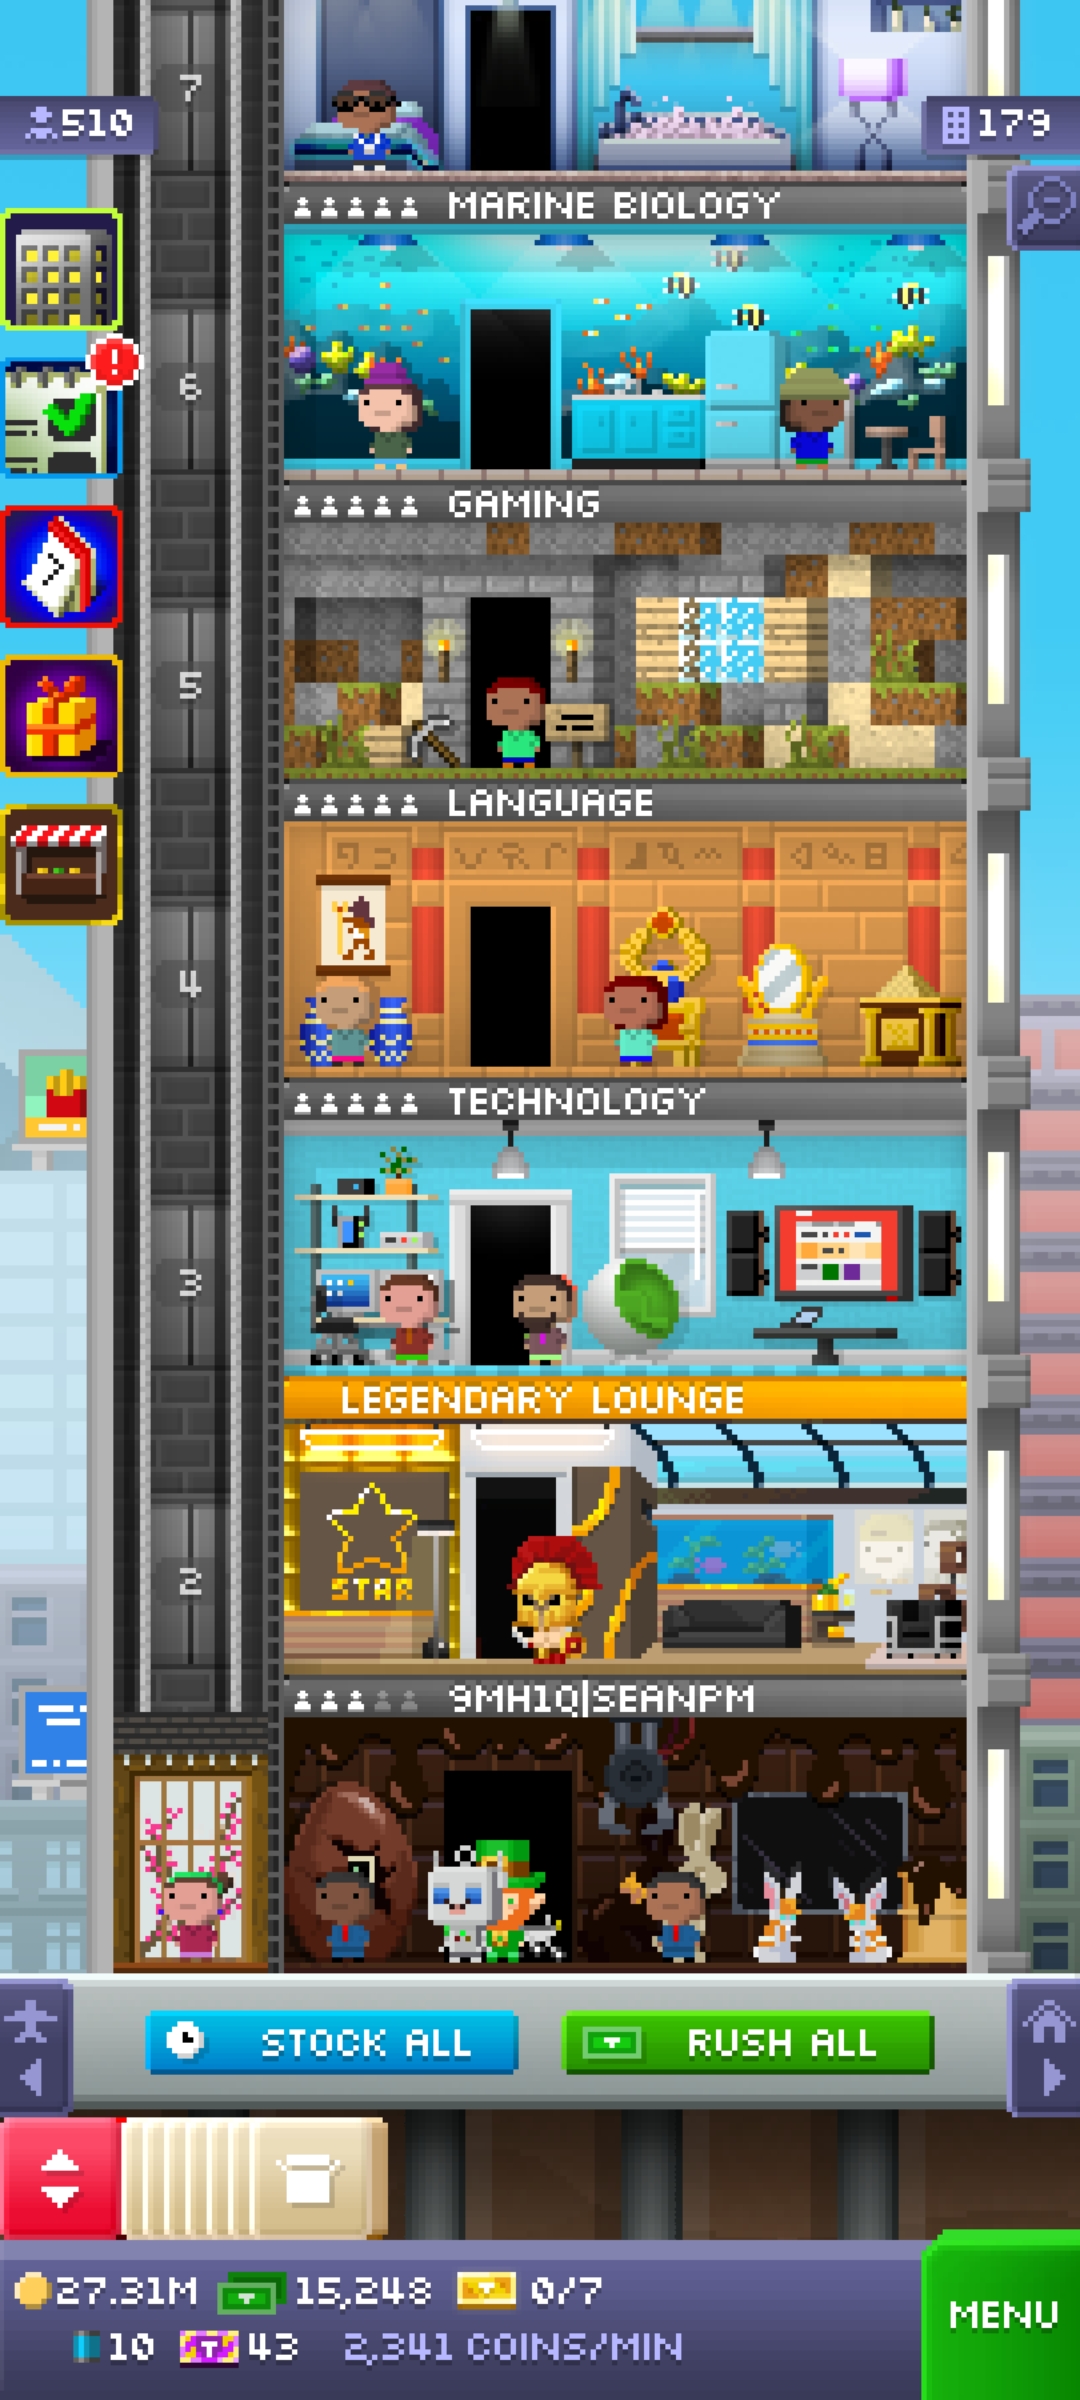 7
510
179
MARINE BIOLOGY
6
GAMING
5
LANGUAGE
4
TECHNOLOGY
3
LEGENDARY LOUNGE
STAR
2
9MH1Q|SEANPM
STOCK ALL
RUSH ALL
27.31M
15,248
0/7
10
43
2,341 COINS/MIN
MENU